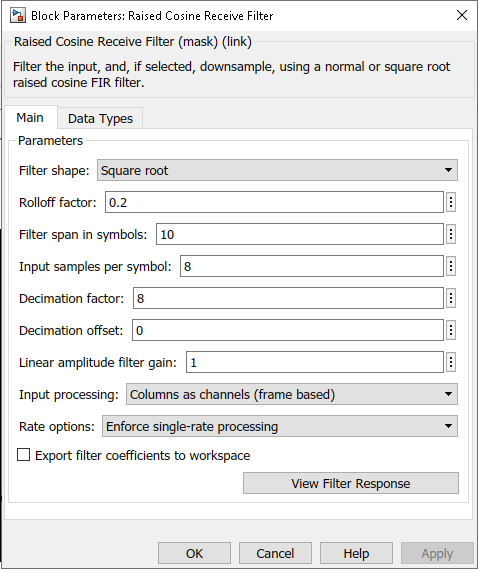 Block Parameters: Raised Cosine Receive Filter
Raised Cosine Receive Filter (mask) (link)
Filter the input, and, if selected, downsample, using a normal or square root
raised cosine FIR filter.
Main Data Types
Parameters
Filter shape: Square root
Rolloff factor: 0.2
Filter span in symbols: 10
Input samples per symbol: 8
Decimation factor: 8
Decimation offset: 0
Linear amplitude filter gain: 1
Input processing: Columns as channels (frame based)
Rate options: Enforce single-rate processing
Export filter coefficients to workspace
View Filter Response
OK Cancel Help Apply